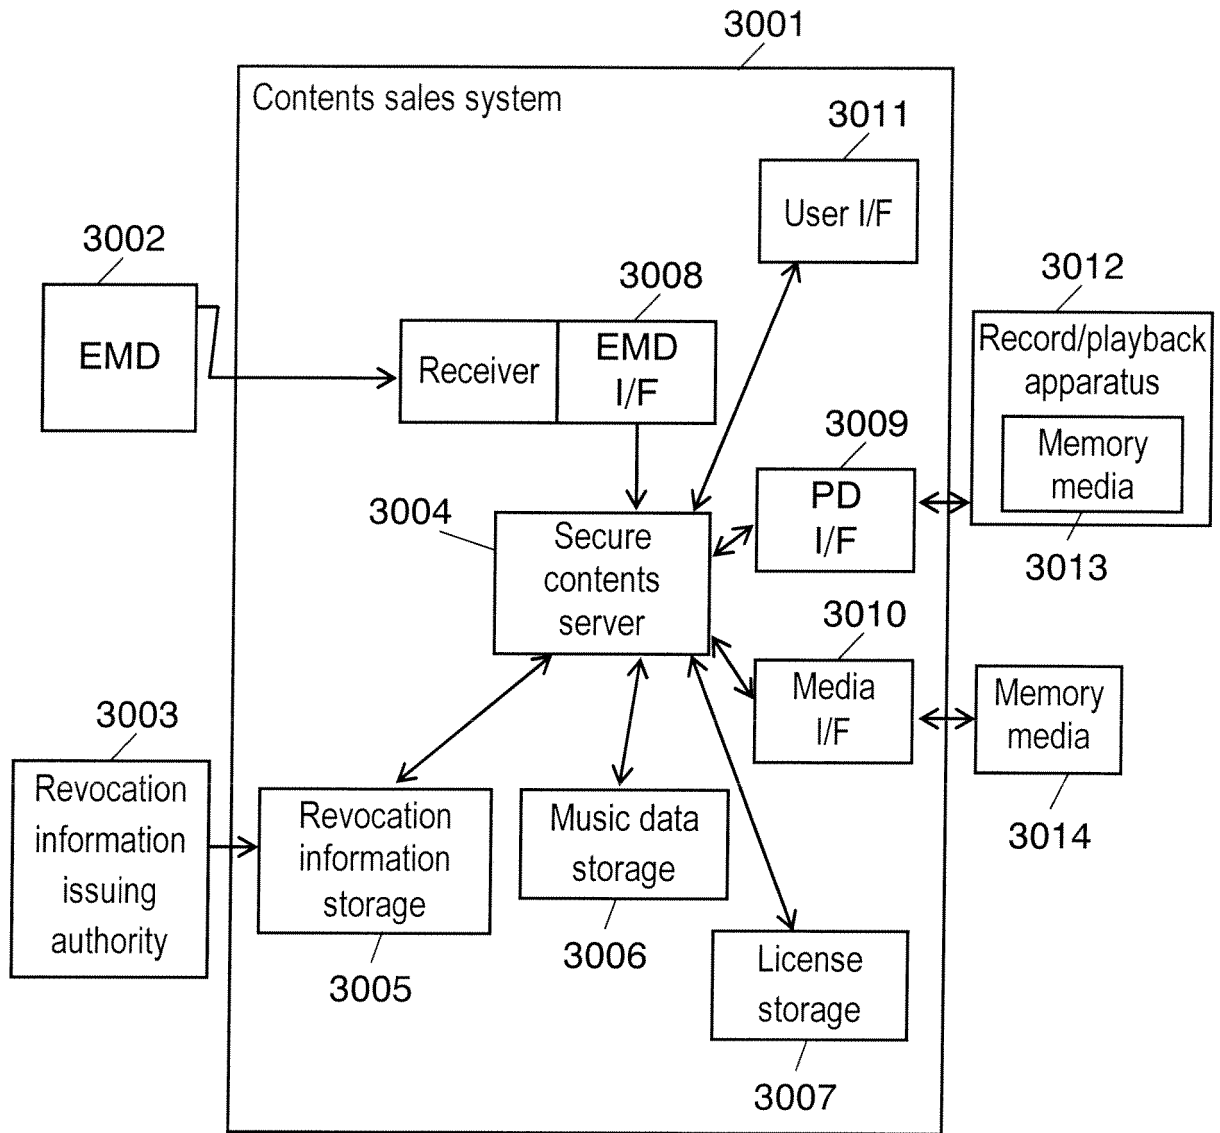 3001
Contents sales system
3011
User I/F
3002
EMD
3008
Receiver
EMD
I/F
3012
Record/playback
apparatus
Memory
media
3013
3009
PD
I/F
3004
Secure
contents
server
3010
Media
I/F
Memory
media
3014
3003
Revocation
information
issuing
authority
Revocation
information
storage
3005
Music data
storage
3006
License
storage
3007